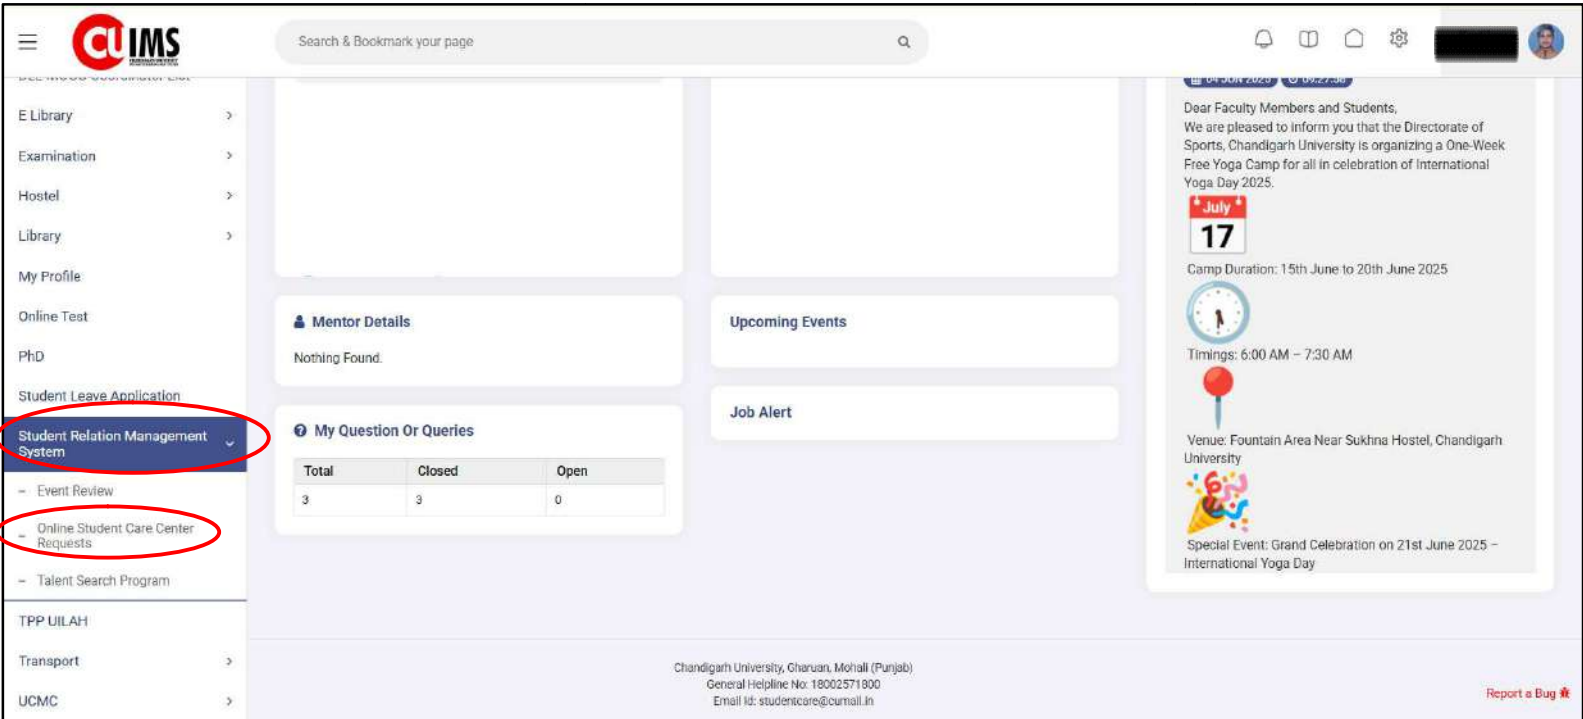 CUIMS
Search & Bookmark your page
E Library
Examination
Hostel
Library
My Profile
Online Test
PhD
Student Leave Application
Student Relation Management
System
– Event Review
– Online Student Care Center
Requests
– Talent Search Program
TPP UILAH
Transport
UCMC
Mentor Details
Nothing Found.
My Question Or Queries
Total Closed Open
3 3 0
Upcoming Events
Job Alert
04 JUN 2025 09:27:36
Dear Faculty Members and Students,
We are pleased to inform you that the Directorate of
Sports, Chandigarh University is organizing a One-Week
Free Yoga Camp for all in celebration of International
Yoga Day 2025.
July
17
Camp Duration: 15th June to 20th June 2025
Timings: 6:00 AM – 7:30 AM
Venue: Fountain Area Near Sukhna Hostel, Chandigarh
University
Special Event: Grand Celebration on 21st June 2025 –
International Yoga Day
Chandigarh University, Gharuan, Mohali (Punjab)
General Helpline No: 18002571800
Email Id: studentcare@cumail.in
Report a Bug